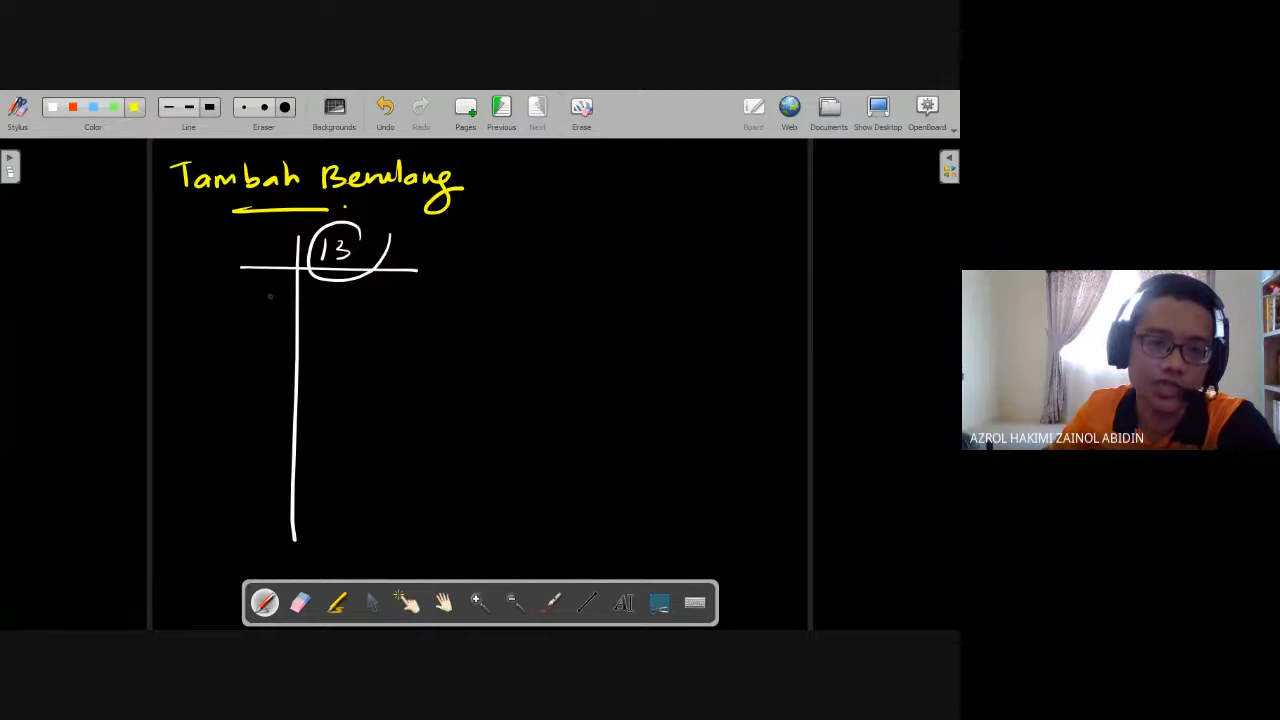 Stylus
Color
Line
Eraser
Backgrounds
Undo
Redo
Pages
Previous
Next
Erase
Board
Web
Documents
Show Desktop
OpenBoard
Tambah Berulang
13
AI
AZROL HAKIMI ZAINOL ABIDIN